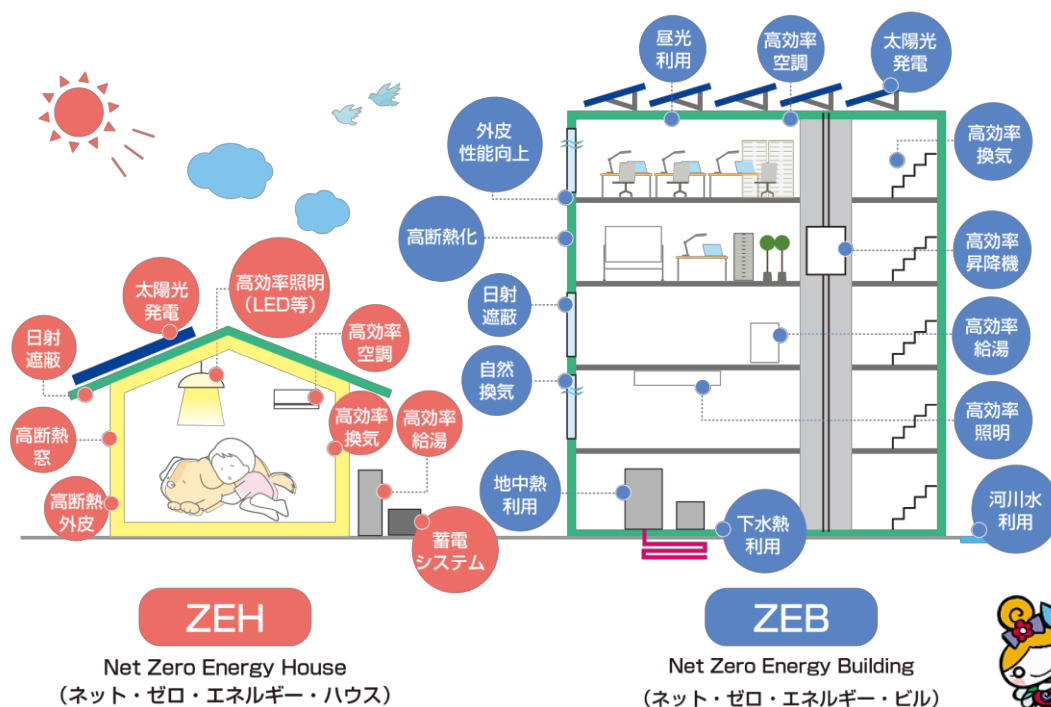 太陽光
発電
高効率照明
(LED等)
日射
遮蔽
高効率
空調
高断熱
窓
高効率
換気
高効率
給湯
高断熱
外皮
蓄電
システム
ZEH
Net Zero Energy House
(ネット・ゼロ・エネルギー・ハウス)
昼光
利用
高効率
空調
太陽光
発電
外皮
性能向上
高効率
換気
高断熱化
高効率
昇降機
日射
遮蔽
高効率
給湯
自然
換気
高効率
照明
地中熱
利用
下水熱
利用
河川水
利用
ZEB
Net Zero Energy Building
(ネット・ゼロ・エネルギー・ビル)